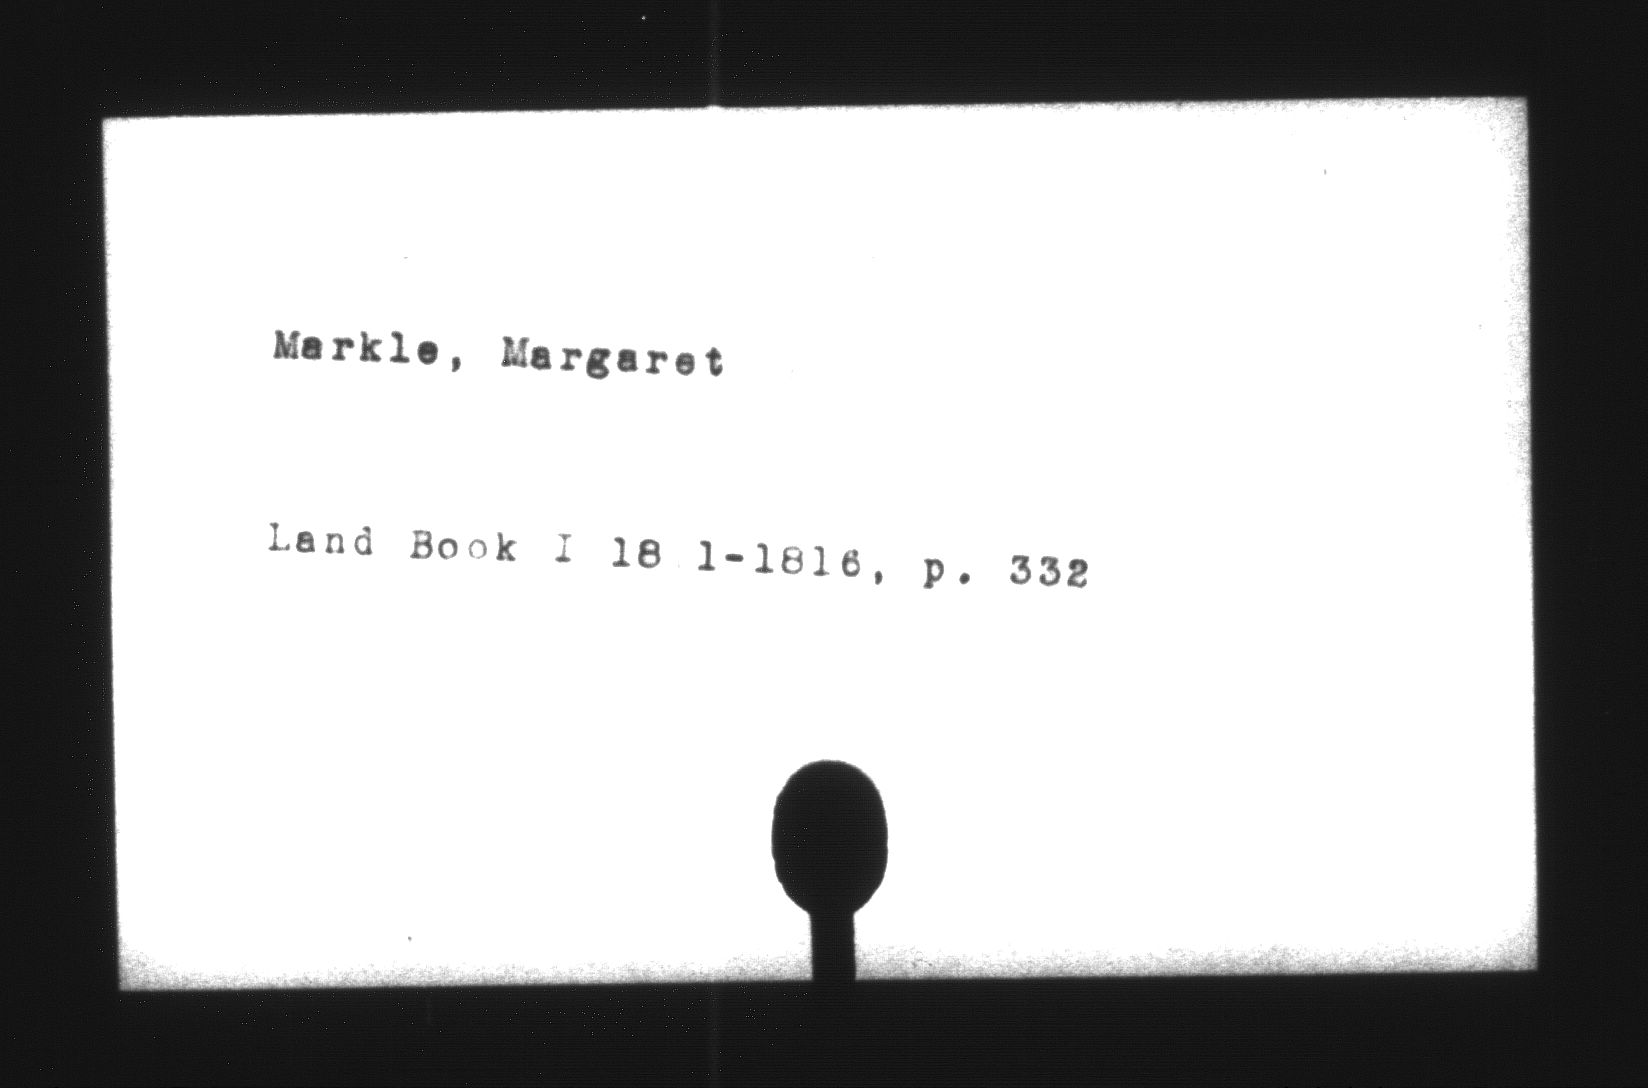 Markle, Margaret
Land Book I 18 1-1816, p. 332